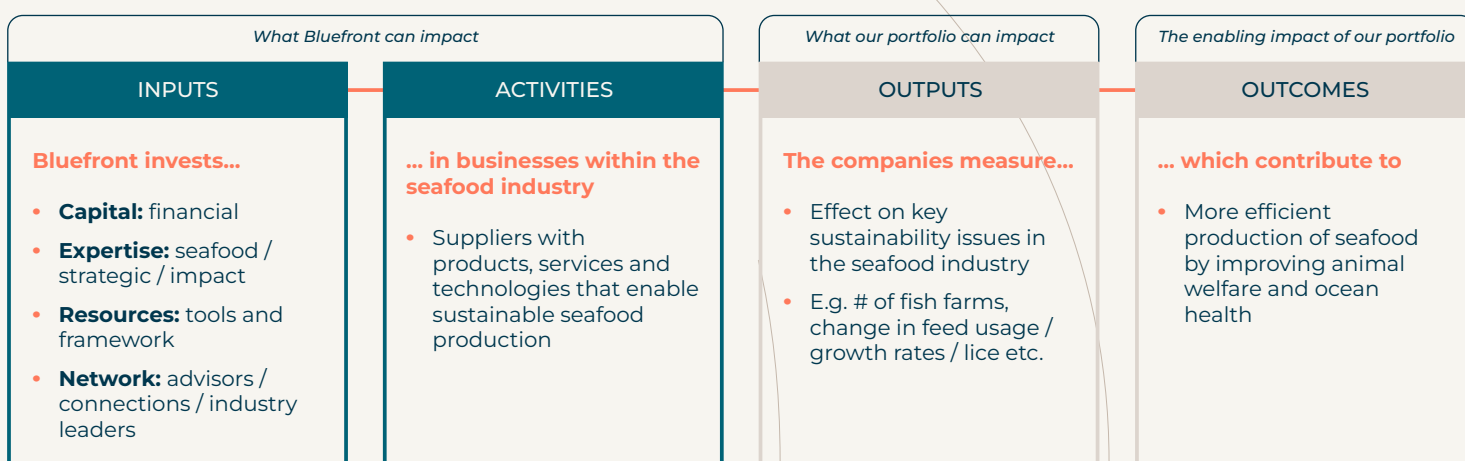 What Bluefront can impact
What our portfolio can impact
The enabling impact of our portfolio
INPUTS
ACTIVITIES
OUTPUTS
OUTCOMES
Bluefront invests...
• Capital: financial
• Expertise: seafood /
strategic / impact
• Resources: tools and
framework
• Network: advisors /
connections / industry
leaders
... in businesses within the
seafood industry
• Suppliers with
products, services and
technologies that enable
sustainable seafood
production
The companies measure...
• Effect on key
sustainability issues in
the seafood industry
• E.g. # of fish farms,
change in feed usage /
growth rates / lice etc.
... which contribute to
• More efficient
production of seafood
by improving animal
welfare and ocean
health